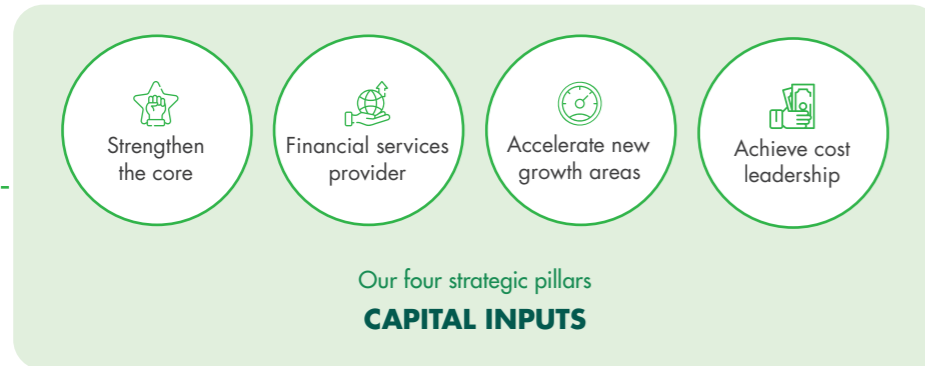 Strengthen
the core
Financial services
provider
Accelerate new
growth areas
Achieve cost
leadership
Our four strategic pillars
CAPITAL INPUTS